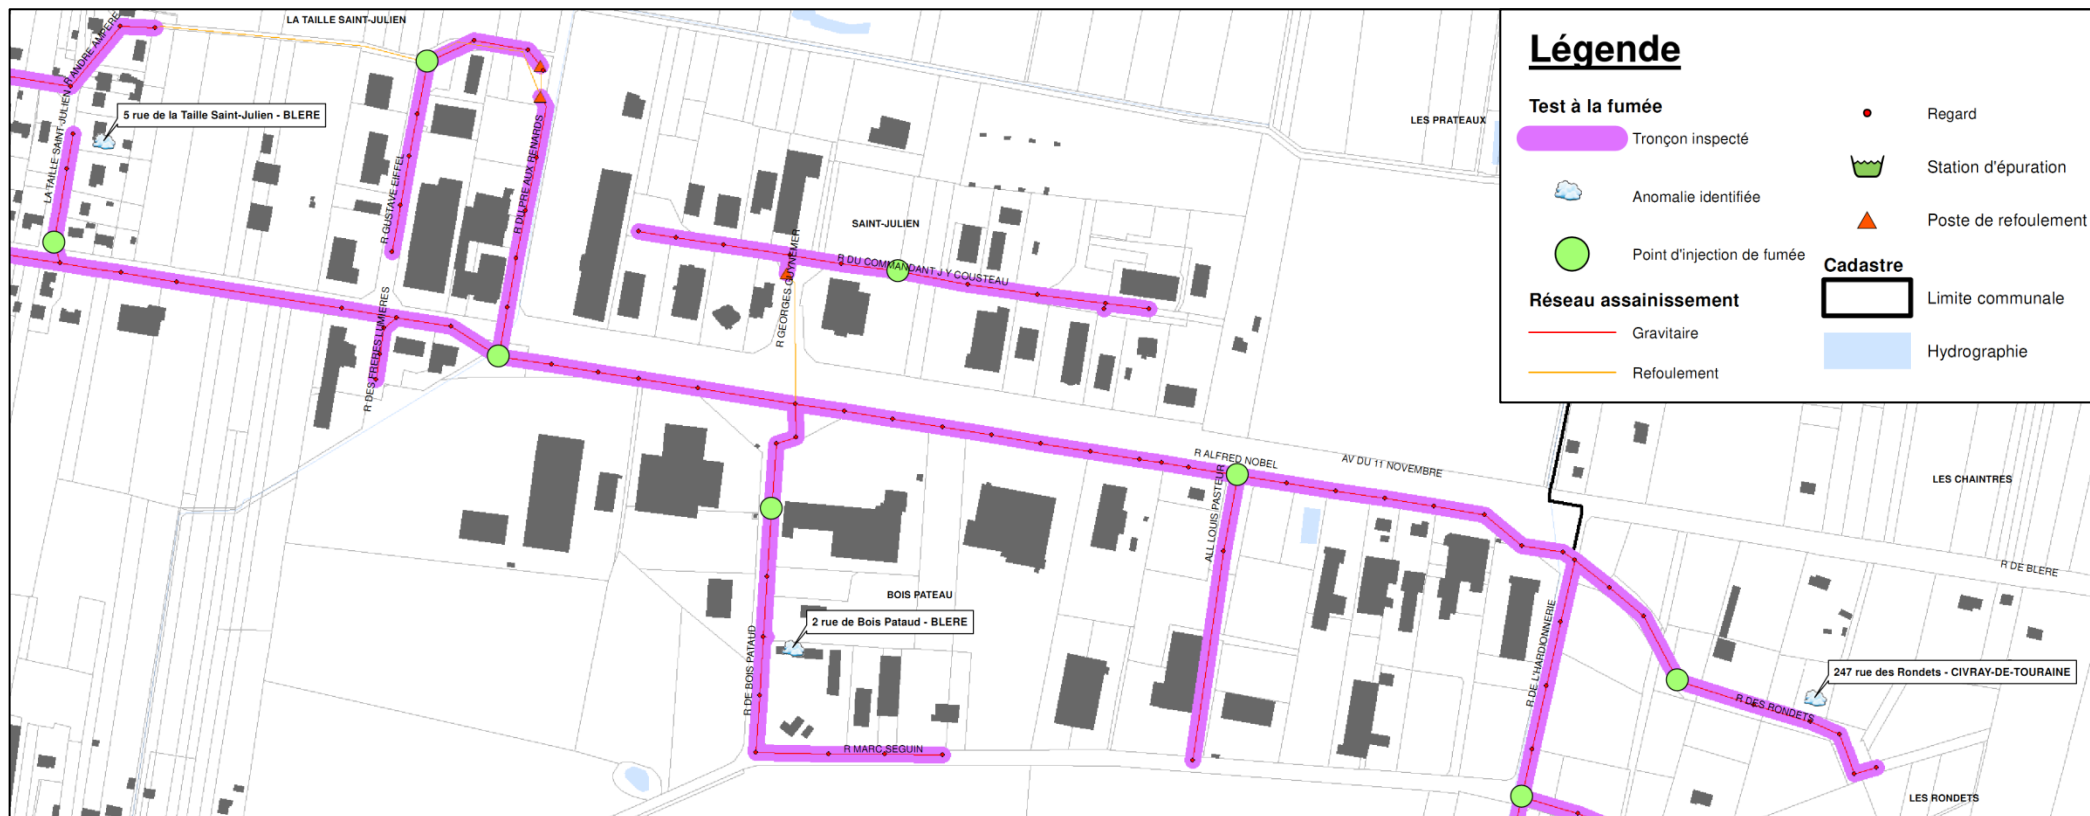 LA TAILLE SAINT-JULIEN
R ANDRE AMPERE
5 rue de la Taille Saint-Julien - BLERE
LA TAILLE SAINT JULIEN
R GUSTAVE EIFFEL
R DU PRE AUX RENARDS
R DES FRERES LUMIERES
SAINT-JULIEN
R DU COMMANDANT J Y COUSTEAU
R GEORGES GUYNEMER
LES PRATEAUX
Légende
Test à la fumée
Tronçon inspecté
Anomalie identifiée
Point d'injection de fumée
Réseau assainissement
Gravitaire
Refoulement
Regard
Station d'épuration
Poste de refoulement
Cadastre
Limite communale
Hydrographie
R ALFRED NOBEL
AV DU 11 NOVEMBRE
ALL LOUIS PASTEUR
LES CHAINTRES
R DE BLERE
BOIS PATEAU
2 rue de Bois Pataud - BLERE
R DE BOIS PATAUD
R MARC SEGUIN
R DE L'HARDIONNERIE
247 rue des Rondets - CIVRAY-DE-TOURAINE
R DES RONDETS
LES RONDETS